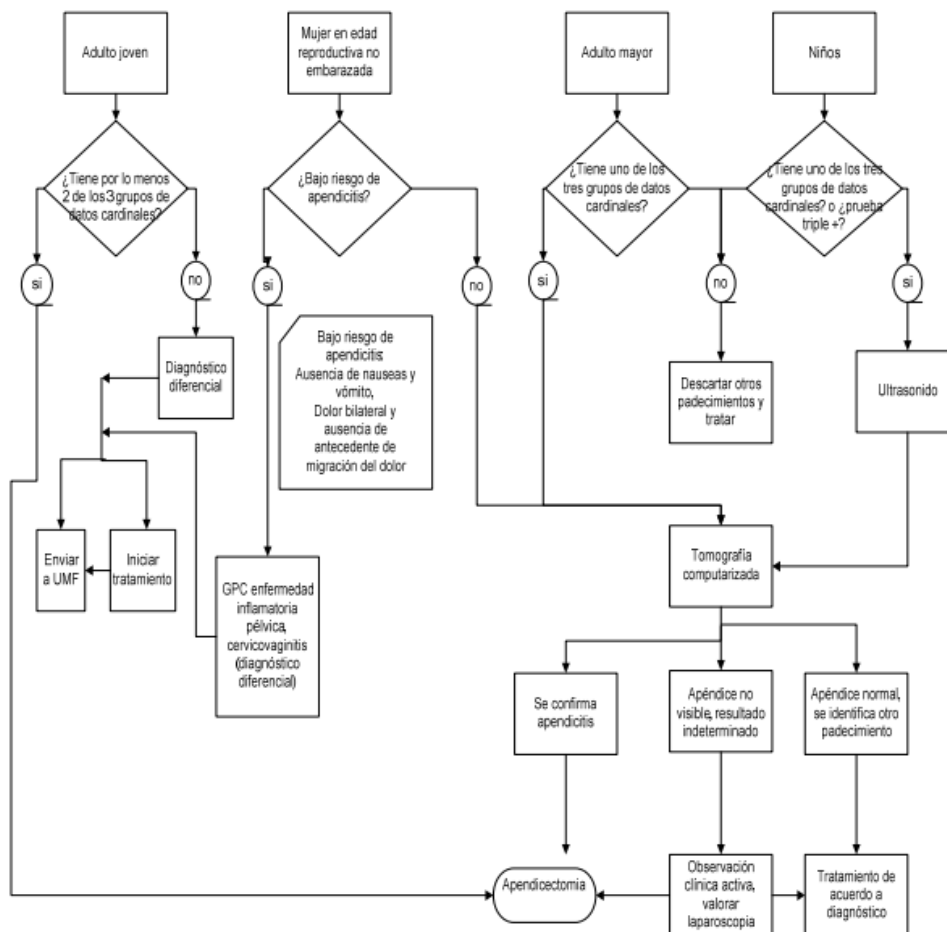 Adulto joven
Mujer en edad
reproductiva no
embarazada
Adulto mayor
Niños
¿Tiene por lo menos
2 de los 3 grupos de
datos cardinales?
¿Bajo riesgo de
apendicitis?
¿Tiene uno de los
tres grupos de datos
cardinales?
¿Tiene uno de los tres
grupos de datos
cardinales? o ¿prueba
triple +?
si
no
si
no
si
no
si
Diagnóstico
diferencial
Bajo riesgo de
apendicitis:
Ausencia de nauseas y
vómito,
Dolor bilateral y
ausencia de
antecedente de
migración del dolor
Descartar otros
padecimientos y
tratar
Ultrasonido
Enviar
a UMF
Iniciar
tratamiento
GPC enfermedad
inflamatoria
pélvica,
cervicovaginitis
(diagnóstico
diferencial)
Tomografía
computarizada
Se confirma
apendicitis
Apéndice no
visible, resultado
indeterminado
Apéndice normal,
se identifica otro
padecimiento
Apendicectomia
Observación
clínica activa,
valorar
laparoscopia
Tratamiento de
acuerdo a
diagnóstico